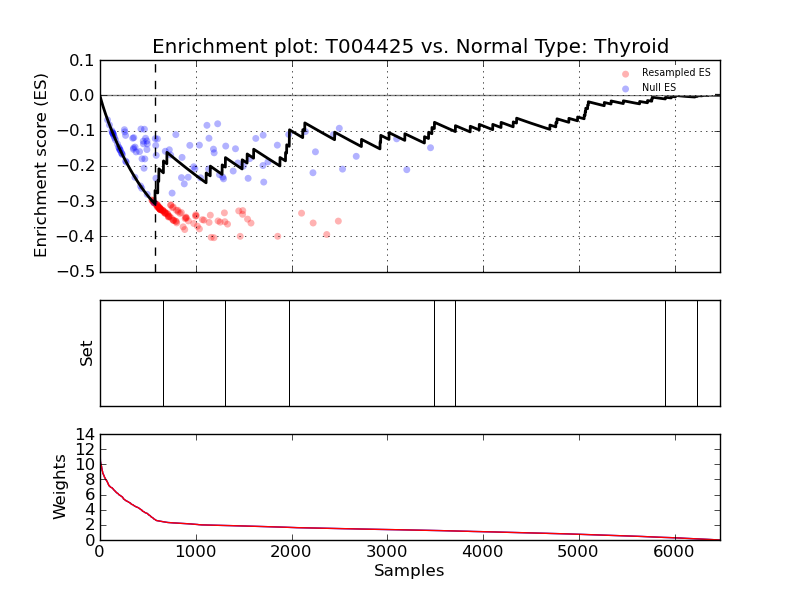 Enrichment plot: T004425 vs. Normal Type: Thyroid
Enrichment score (ES)
0.1
0.0
−0.1
−0.2
−0.3
−0.4
−0.5
Resampled ES
Null ES
Set
Weights
14
12
10
8
6
4
2
0
0 1000 2000 3000 4000 5000 6000
Samples